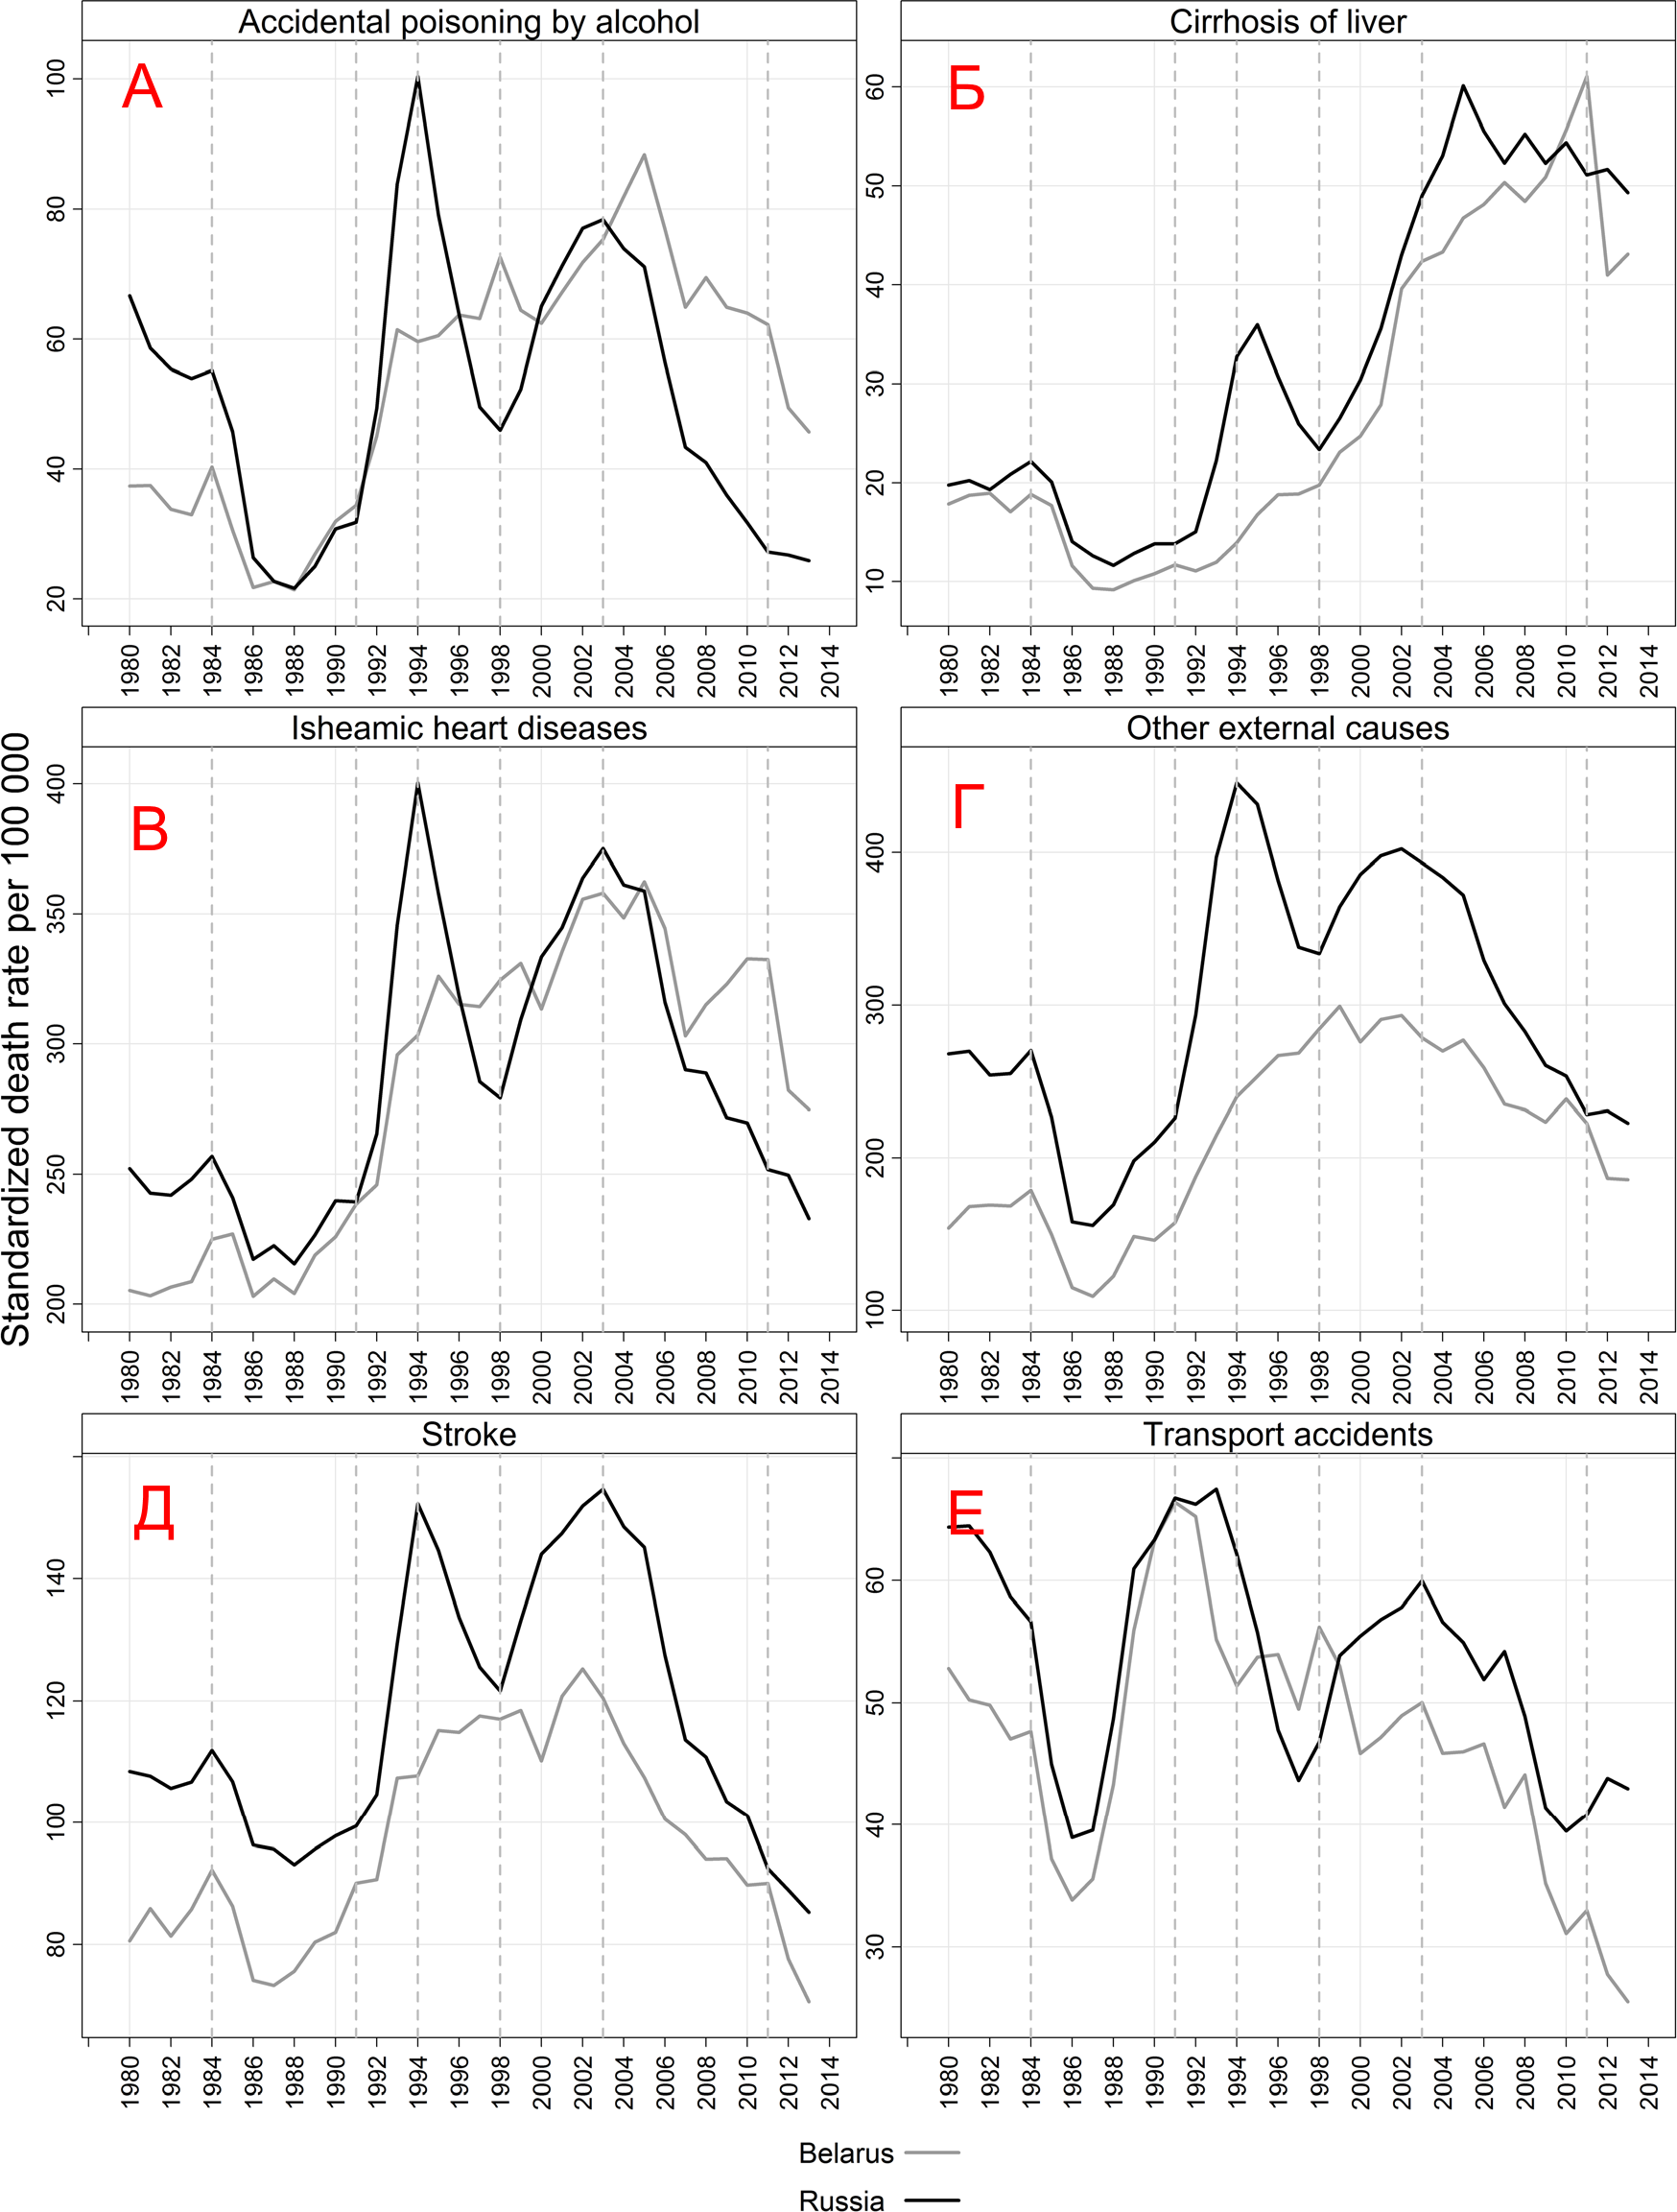 Accidental poisoning by alcohol
Cirrhosis of liver
А
Б
100
80
60
40
20
60
50
40
30
20
10
1980 1982 1984 1986 1988 1990 1992 1994 1996 1998 2000 2002 2004 2006 2008 2010 2012 2014
1980 1982 1984 1986 1988 1990 1992 1994 1996 1998 2000 2002 2004 2006 2008 2010 2012 2014
Standardized death rate per 100 000
Isheamic heart diseases
Other external causes
В
Г
400
350
300
250
200
400
300
200
100
1980 1982 1984 1986 1988 1990 1992 1994 1996 1998 2000 2002 2004 2006 2008 2010 2012 2014
1980 1982 1984 1986 1988 1990 1992 1994 1996 1998 2000 2002 2004 2006 2008 2010 2012 2014
Stroke
Transport accidents
Д
Е
140
120
100
80
60
50
40
30
1980 1982 1984 1986 1988 1990 1992 1994 1996 1998 2000 2002 2004 2006 2008 2010 2012 2014
1980 1982 1984 1986 1988 1990 1992 1994 1996 1998 2000 2002 2004 2006 2008 2010 2012 2014
Belarus
Russia